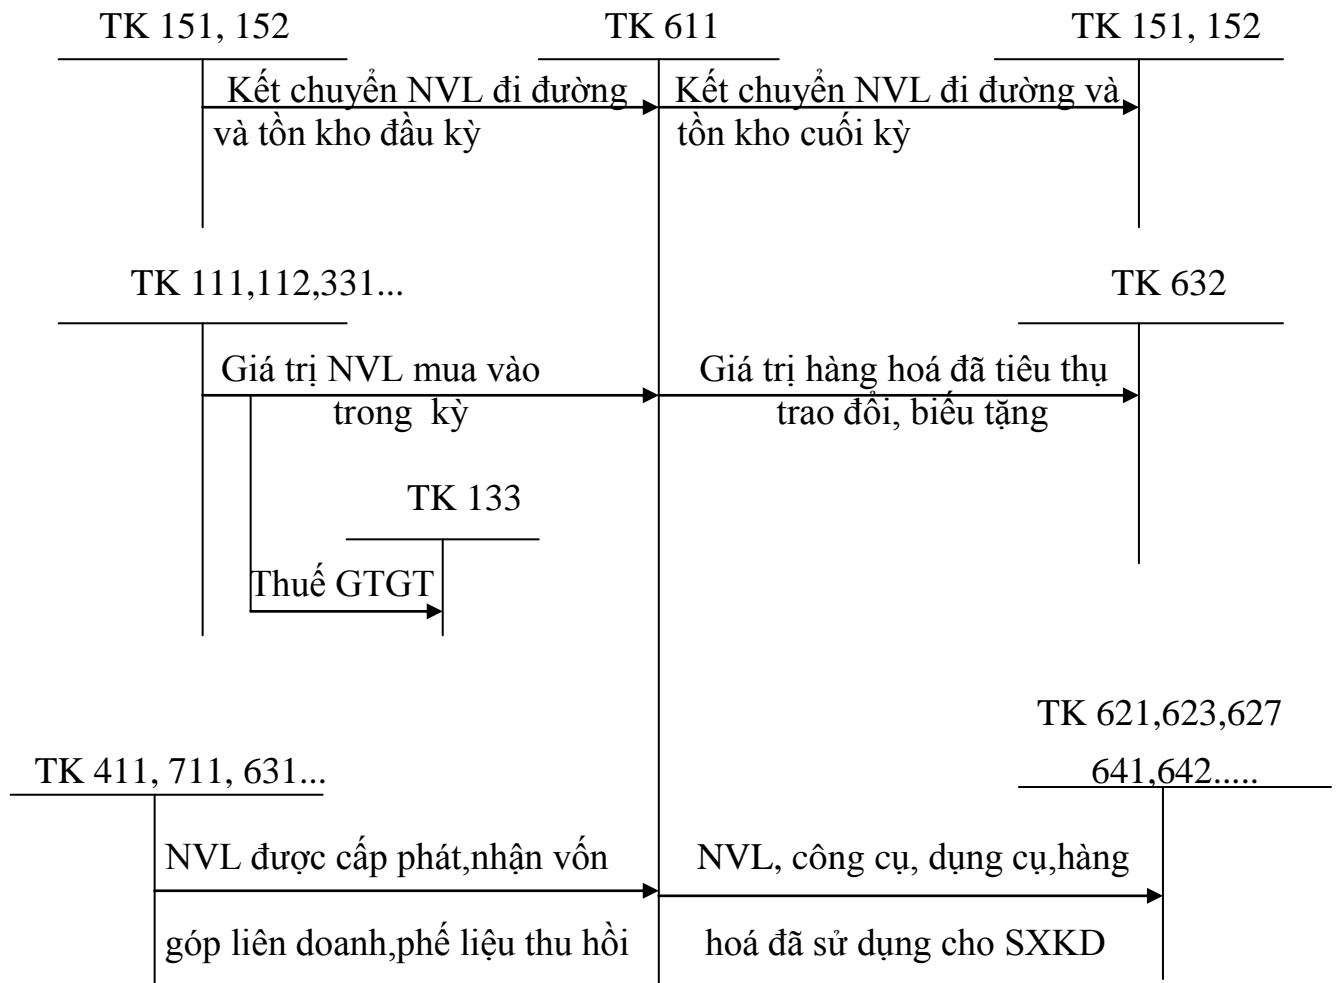 TK 151, 152
TK 611
TK 151, 152
Kết chuyển NVL đi đường
và tồn kho đầu kỳ
Kết chuyển NVL đi đường và
tồn kho cuối kỳ
TK 111,112,331...
TK 632
Giá trị NVL mua vào
trong kỳ
Giá trị hàng hoá đã tiêu thụ
trao đổi, biếu tặng
TK 133
Thuế GTGT
TK 621,623,627
641,642.....
TK 411, 711, 631...
NVL được cấp phát,nhận vốn
góp liên doanh,phế liệu thu hồi
NVL, công cụ, dụng cụ,hàng
hoá đã sử dụng cho SXKD